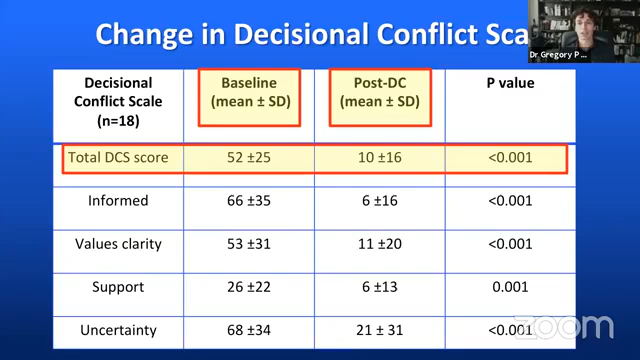 Change in Decisional Conflict Sca
Dr Gregory P
Decisional Conflict Scale (n=18) Baseline (mean ± SD) Post-DC (mean ± SD) P value
Total DCS score 52 ±25 10 ±16 <0.001
Informed 66 ±35 6 ±16 <0.001
Values clarity 53 ±31 11 ±20 <0.001
Support 26 ±22 6 ±13 0.001
Uncertainty 68 ±34 21 ± 31 <0.001
zoom